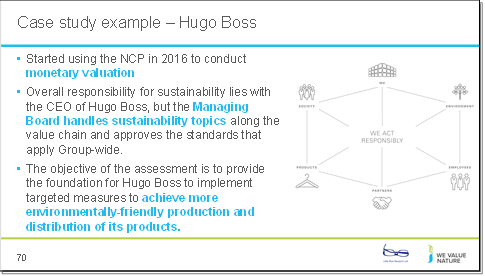 Case study example – Hugo Boss
• Started using the NCP in 2016 to conduct
monetary valuation
• Overall responsibility for sustainability lies with
the CEO of Hugo Boss, but the Managing
Board handles sustainability topics along the
value chain and approves the standards that
apply Group-wide.
• The objective of the assessment is to provide
the foundation for Hugo Boss to implement
targeted measures to achieve more
environmentally-friendly production and
distribution of its products.
WE
SOCIETY
ENVIRONMENT
WE ACT
RESPONSIBLY
PRODUCTS
EMPLOYEES
PARTNERS
70
WE VALUE
NATURE